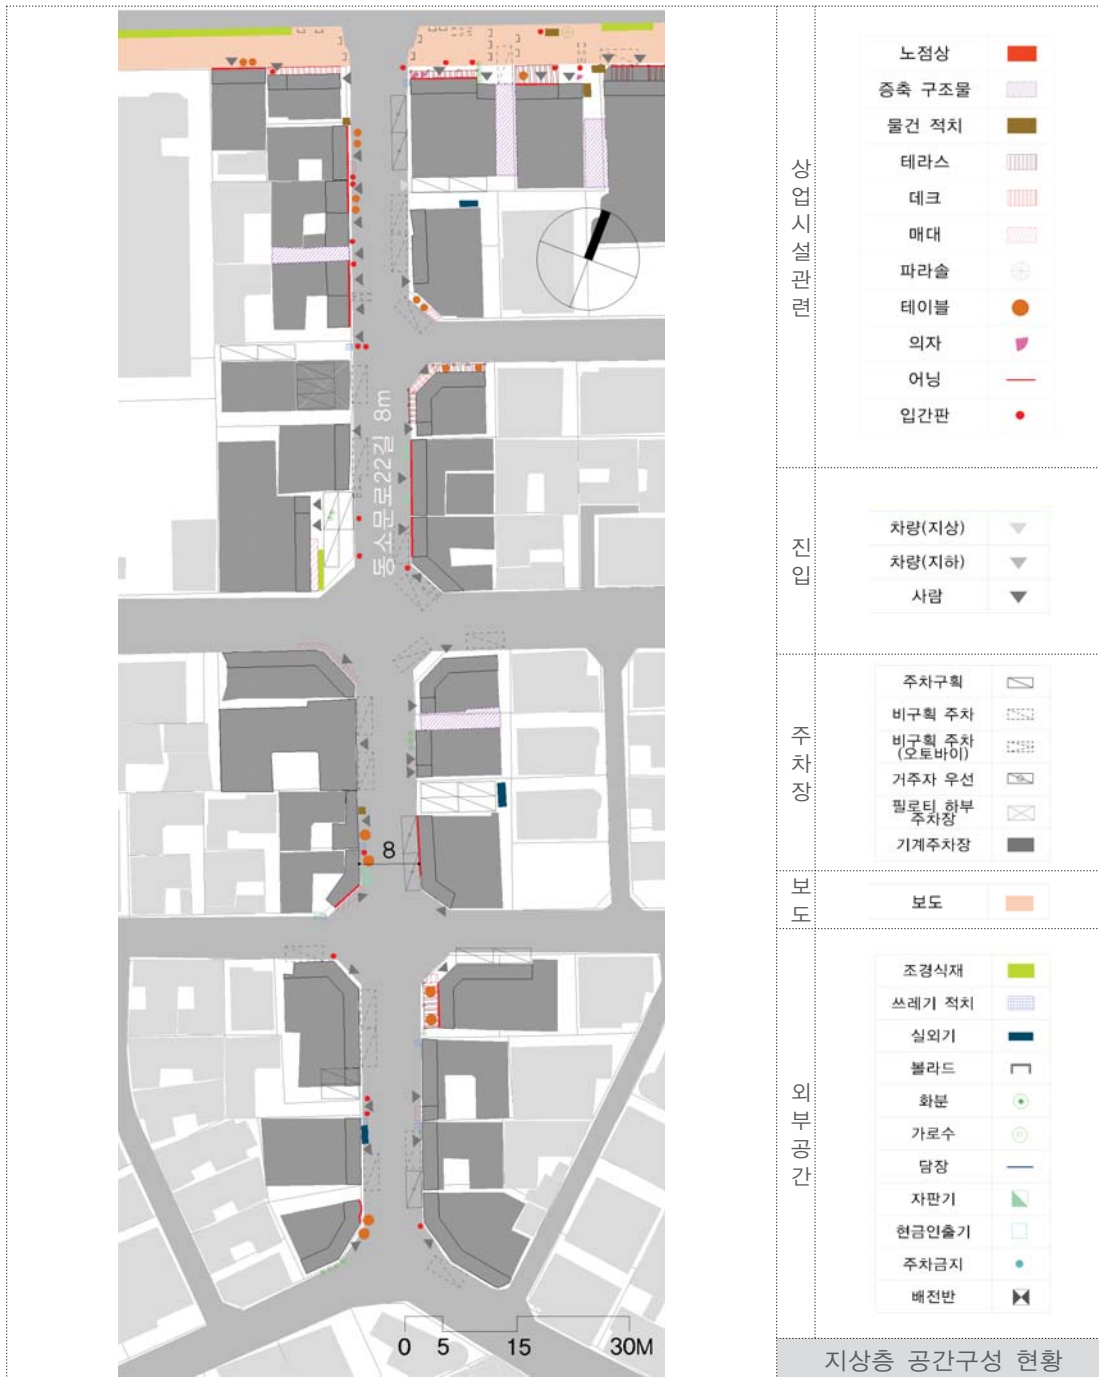 동소문로22길 8m
8
0 5 15 30M
상업시설관련
노점상
증축 구조물
물건 적치
테라스
데크
매대
파라솔
테이블
의자
어닝
입간판
진입
차량(지상)
차량(지하)
사람
주차장
주차구획
비구획 주차
비구획 주차
(오토바이)
거주자 우선
필로티 하부
주차장
기계주차장
보도
보도
외부공간
조경식재
쓰레기 적치
실외기
볼라드
화분
가로수
담장
자판기
현금인출기
주차금지
배전반
지상층 공간구성 현황